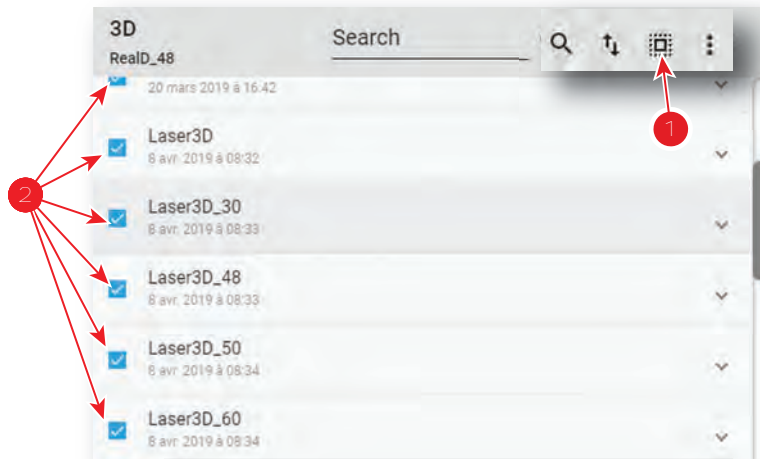 3D
RealD_48
Search
20 mars 2019 à 16:42
1
Laser3D
8 avr. 2019 à 08:32
2
Laser3D_30
8 avr. 2019 à 08:33
Laser3D_48
8 avr. 2019 à 08:33
Laser3D_50
8 avr. 2019 à 08:34
Laser3D_60
8 avr. 2019 à 08:34